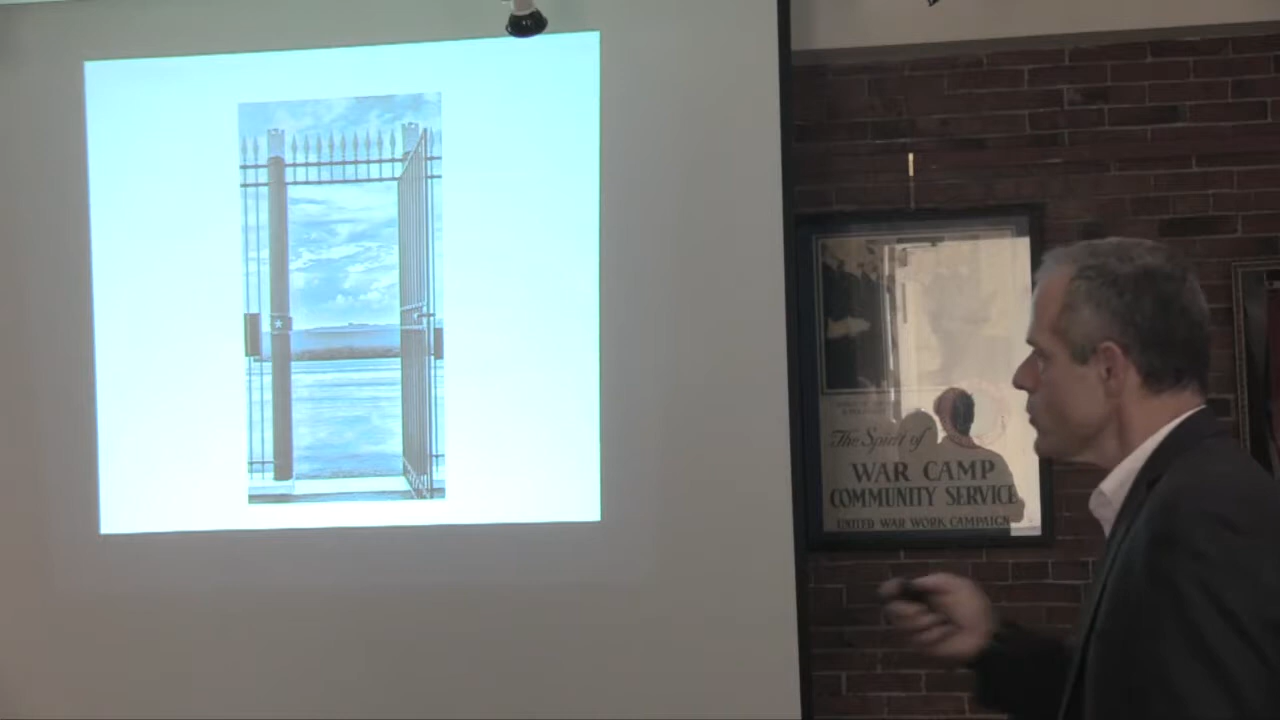 The Spirit of
WAR CAMP
COMMUNITY SERVICE
UNITED WAR WORK CAMPAIGN